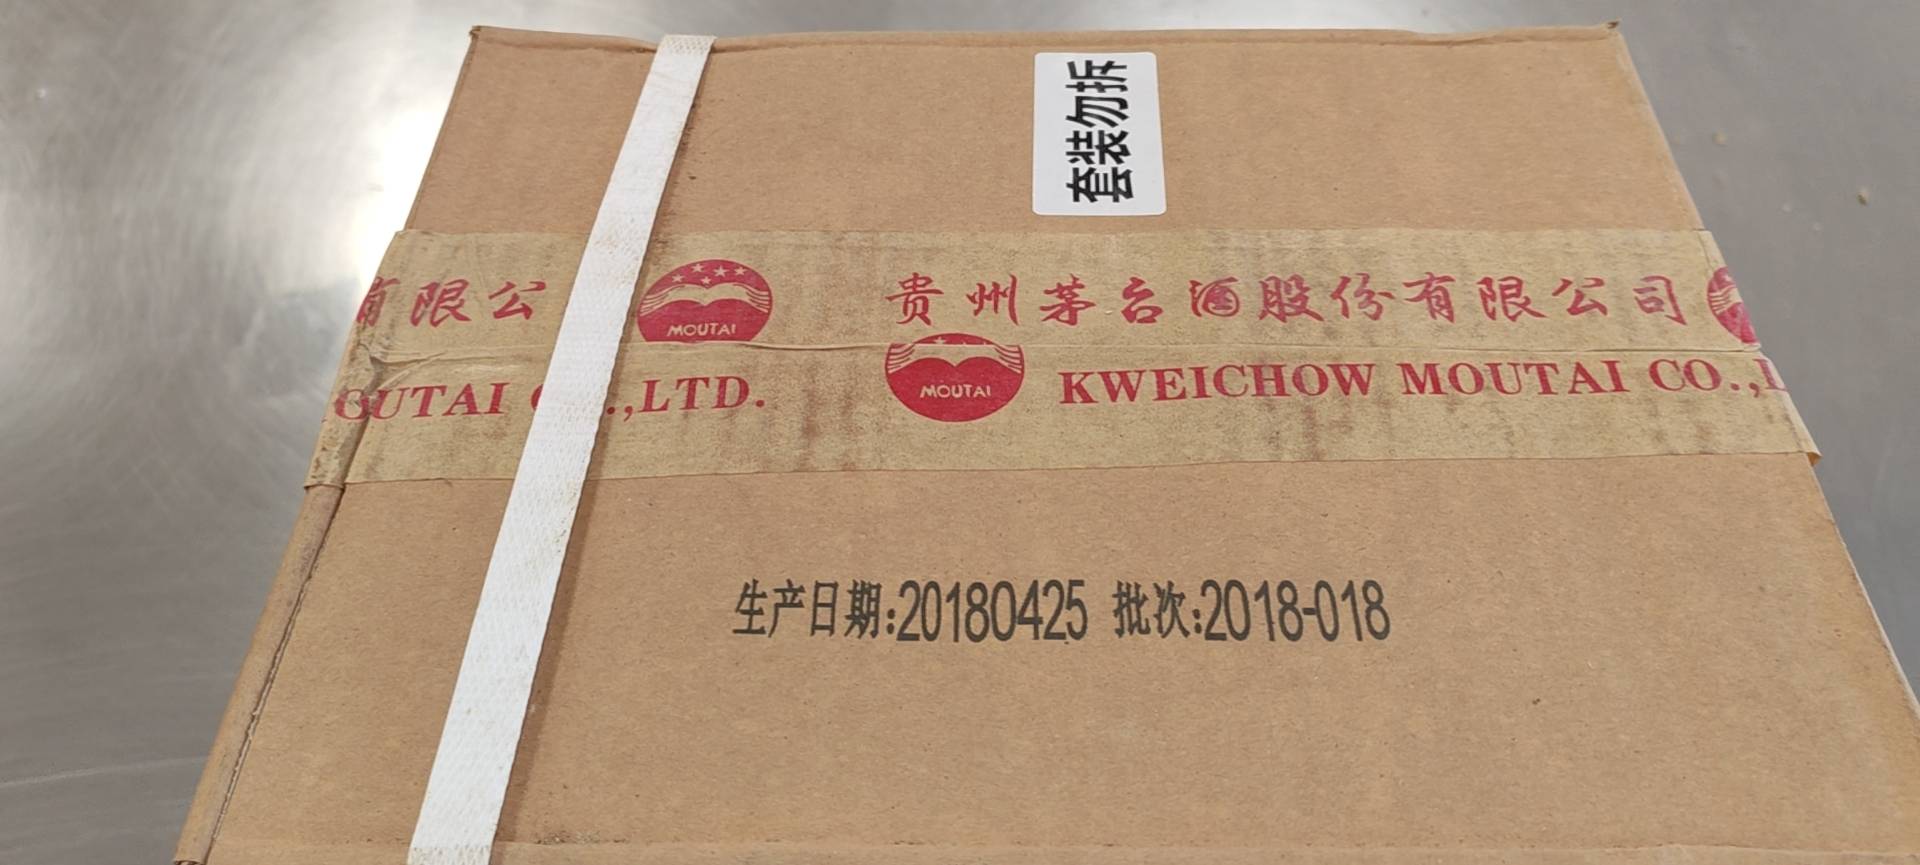 套装勿拆
有限公 MOUTAI 贵州茅台酒股份有限公司
OUTAI .,LTD. MOUTAI KWEICHOW MOUTAI CO.,L
生产日期:20180425 批次:2018-018